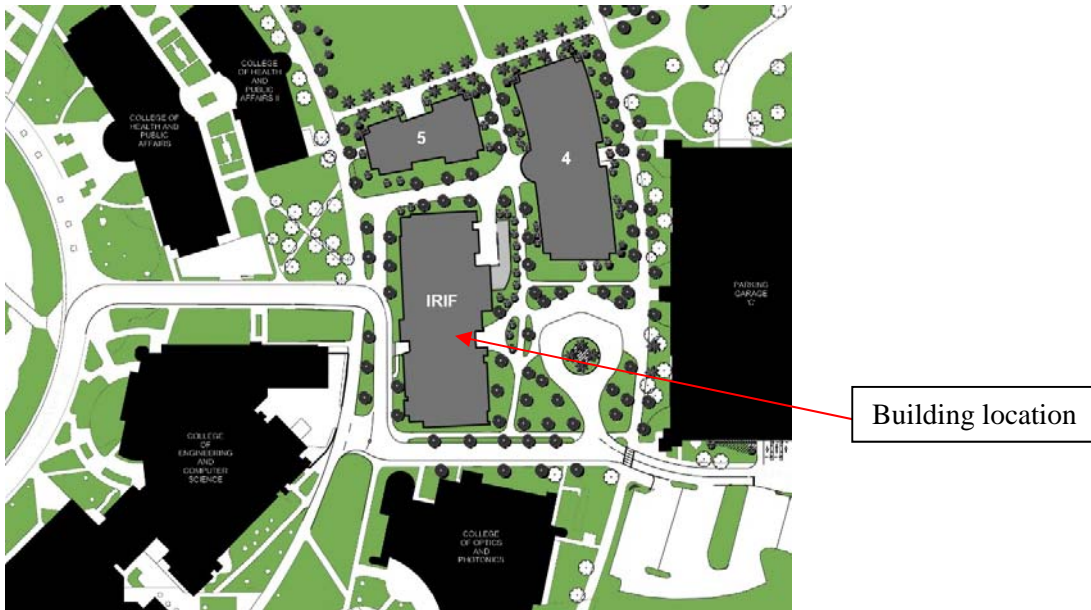 COLLEGE
OF HEALTH
AND
PUBLIC
AFFAIRS II
COLLEGE OF
HEALTH AND
PUBLIC
AFFAIRS
5
4
IRIF
PARKING
GARAGE
'C'
Building location
COLLEGE
OF
ENGINEERING
AND
COMPUTER
SCIENCE
COLLEGE
OF OPTICS
AND
PHOTONICS